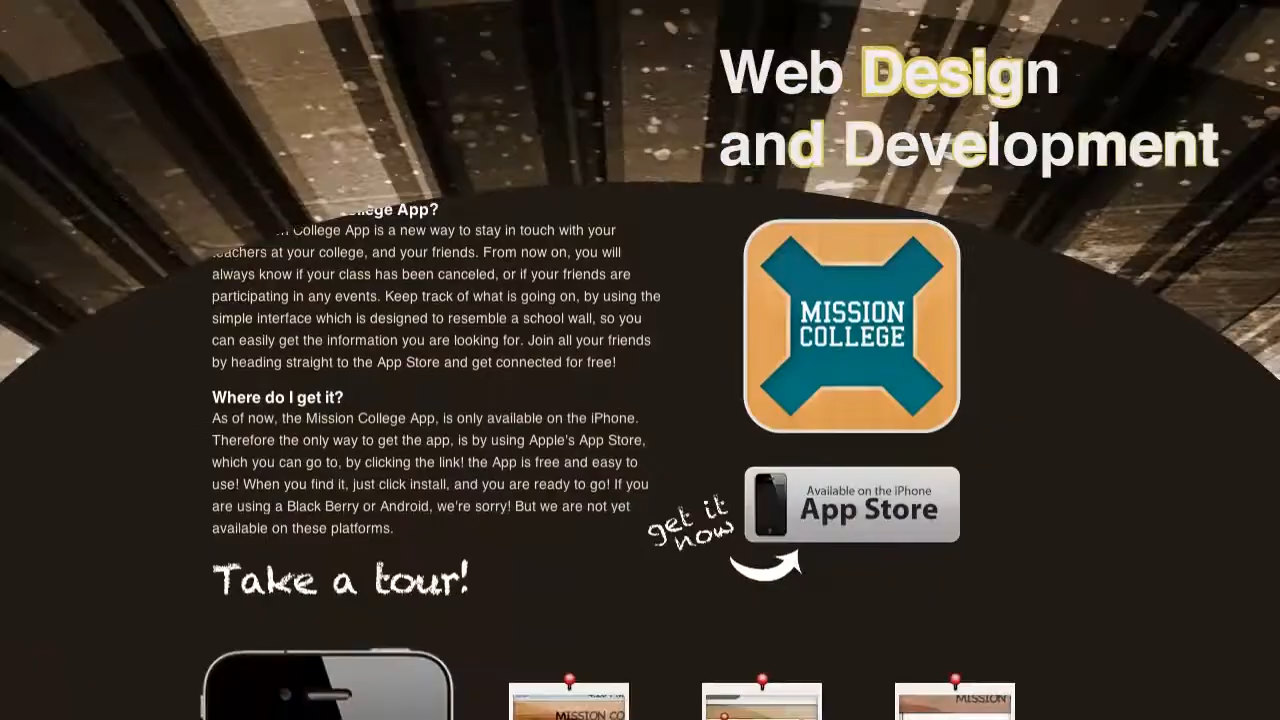 Web Design
and Development
College App?
College App is a new way to stay in touch with your
teachers at your college, and your friends. From now on, you will
always know if your class has been canceled, or if your friends are
participating in any events. Keep track of what is going on, by using the
simple interface which is designed to resemble a school wall, so you
can easily get the information you are looking for. Join all your friends
by heading straight to the App Store and get connected for free!
MISSION
COLLEGE
Where do I get it?
As of now, the Mission College App, is only available on the iPhone.
Therefore the only way to get the app, is by using Apple's App Store,
which you can go to, by clicking the link! the App is free and easy to
use! When you find it, just click install, and you are ready to go! If you
are using a Black Berry or Android, we're sorry! But we are not yet
available on these platforms.
get it
now
Available on the iPhone
App Store
Take a tour!
MISSION CO
MISSION